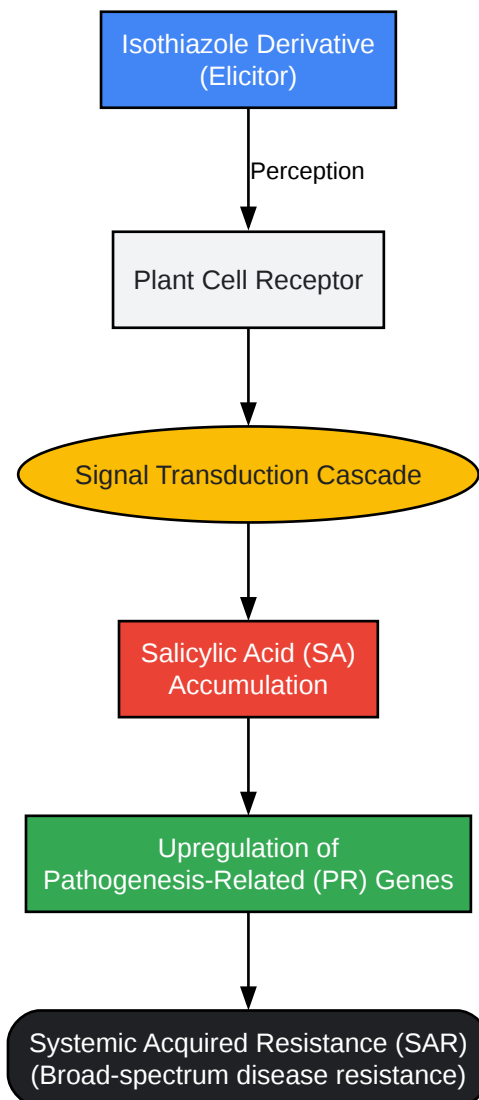 Isothiazole Derivative
(Elicitor)
Perception
Plant Cell Receptor
Signal Transduction Cascade
Salicylic Acid (SA)
Accumulation
Upregulation of
Pathogenesis-Related (PR) Genes
Systemic Acquired Resistance (SAR)
(Broad-spectrum disease resistance)